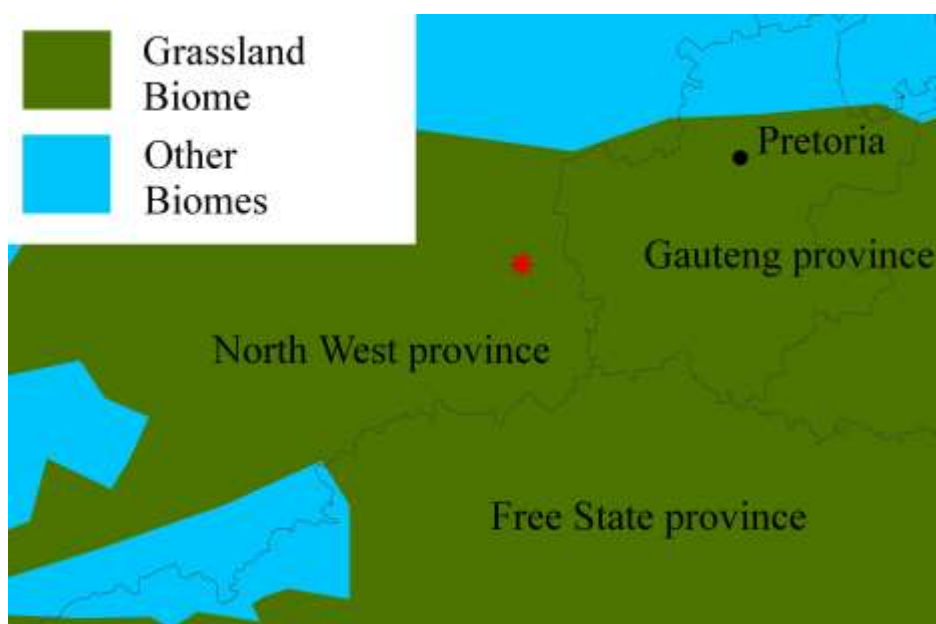 Grassland
Biome
Other
Biomes
Pretoria
Gauteng province
North West province
Free State province